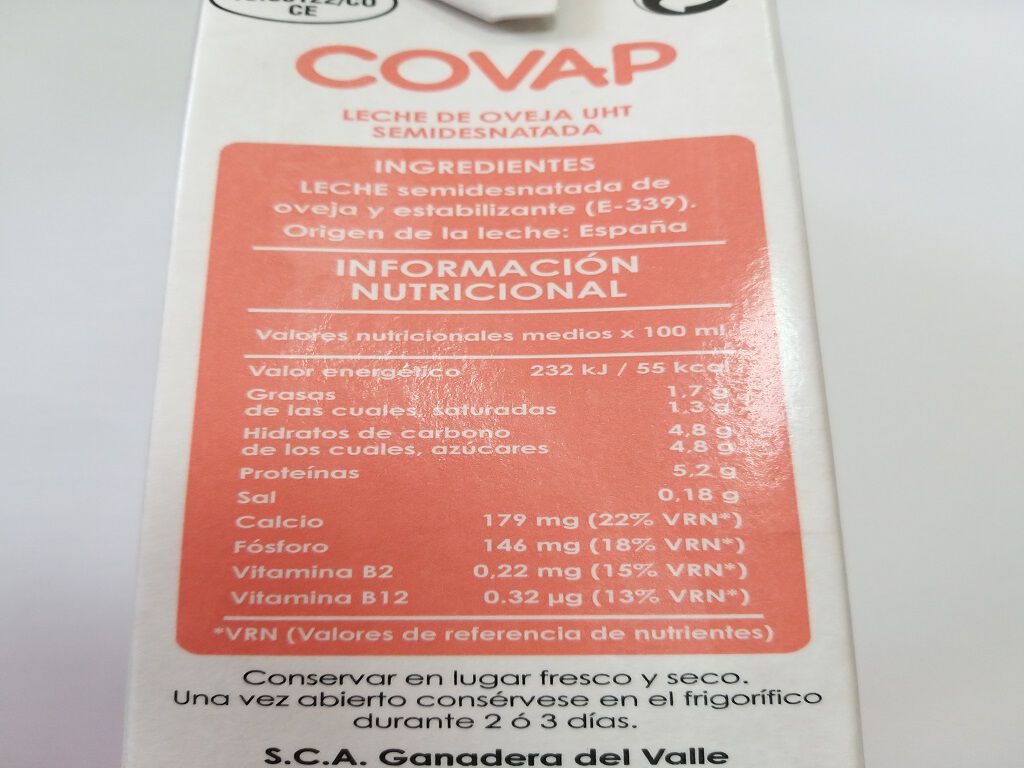 CE
COVAP
LECHE DE OVEJA UHT
SEMIDESNATADA
INGREDIENTES
LECHE semidesnatada de
oveja y estabilizante (E-339).
Origen de la leche: España
INFORMACIÓN
NUTRICIONAL
Valores nutricionales medios x 100 ml
Valor energético 232 kJ / 55 kcal
Grasas 1,7 g
de las cuales, saturadas 1,3 g
Hidratos de carbono 4,8 g
de los cuales, azúcares 4,8 g
Proteínas 5,2 g
Sal 0,18 g
Calcio 179 mg (22% VRN*)
Fósforo 146 mg (18% VRN*)
Vitamina B2 0,22 mg (15% VRN*)
Vitamina B12 0.32 µg (13% VRN*)
*VRN (Valores de referencia de nutrientes)
Conservar en lugar fresco y seco.
Una vez abierto consérvese en el frigorífico
durante 2 ó 3 días.
S.C.A. Ganadera del Valle